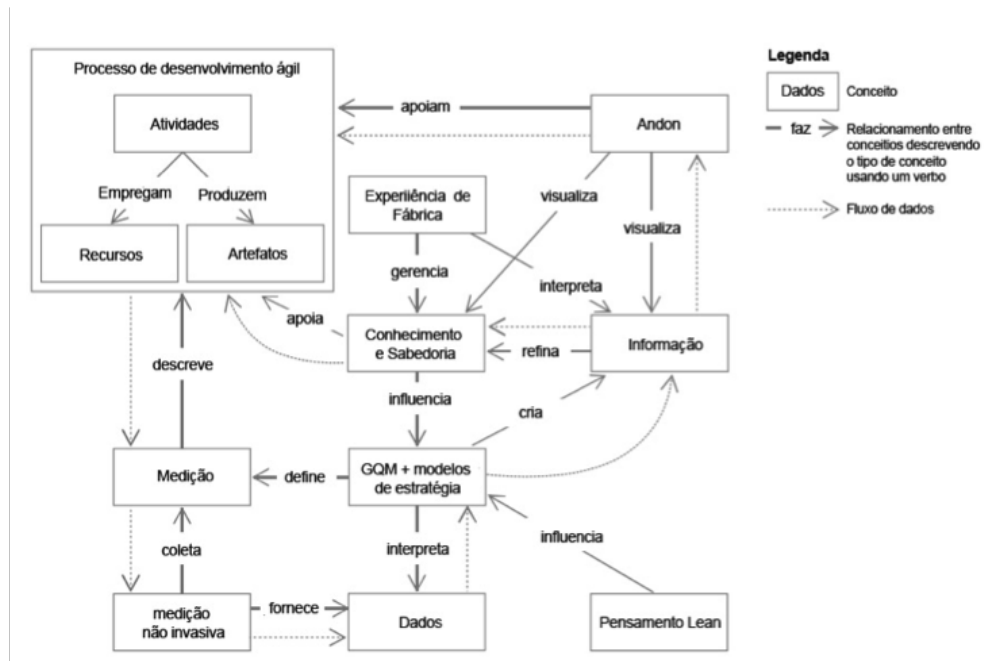 Processo de desenvolvimento ágil
Atividades
Empregam
Produzem
Recursos
Artefatos
apoiam
Andon
Experiiência de
Fábrica
visualiza
visualiza
gerencia
interpreta
apoia
Conhecimento
e Sabedoria
refina
Informação
descreve
influencia
cria
Medição
define
GQM + modelos
de estratégia
coleta
interpreta
influencia
medição
não invasiva
fornece
Dados
Pensamento Lean
Legenda
Dados
Conceito
faz
Relacionamento entre
conceitios descrevendo
o tipo de conceito
usando um verbo
Fluxo de dados